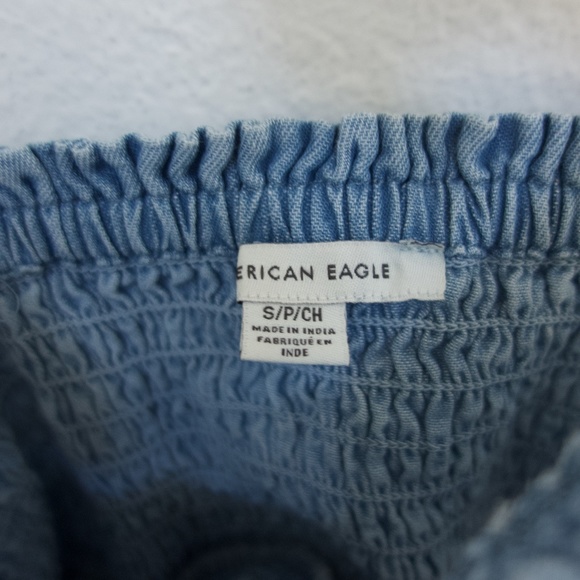 ERICAN EAGLE
S/P/CH
MADE IN INDIA
FABRIQUÉ EN
INDE